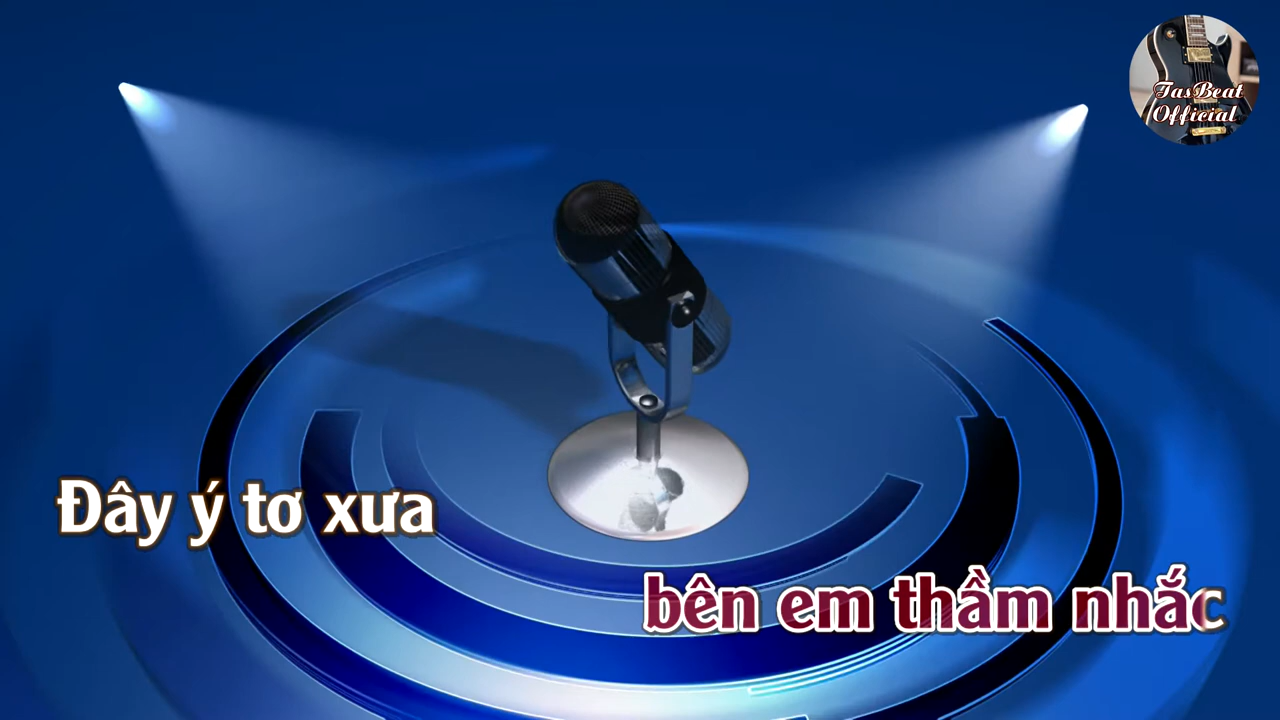 TasBeat
Official
Đây ý tơ xưa
bên em thầm nhắc